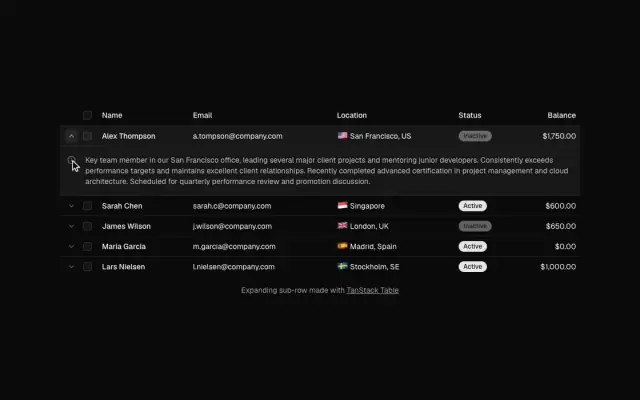 Name Email Location Status Balance
Alex Thompson a.tompson@company.com San Francisco, US Inactive $1,750.00
Key team member in our San Francisco office, leading several major client projects and mentoring junior developers. Consistently exceeds
performance targets and maintains excellent client relationships. Recently completed advanced certification in project management and cloud
architecture. Scheduled for quarterly performance review and promotion discussion.
Sarah Chen sarah.c@company.com Singapore Active $600.00
James Wilson j.wilson@company.com London, UK Inactive $650.00
Maria Garcia m.garcia@company.com Madrid, Spain Active $0.00
Lars Nielsen l.nielsen@company.com Stockholm, SE Active $1,000.00
Expanding sub-row made with TanStack Table